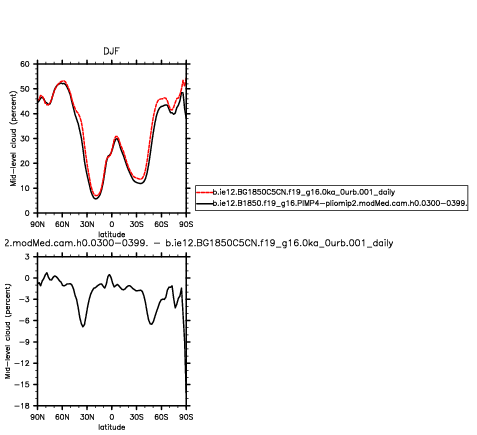 DJF
60
50
40
30
20
10
0
Mid-level cloud (percent)
90N 60N 30N 0 30S 60S 90S
latitude
b.ie12.BG1850C5CN.f19_g16.0ka_0urb.001_daily
b.ie12.B1850.f19_g16.PIMP4-pliomip2.modMed.cam.h0.0300-0399.
2.modMed.cam.h0.0300-0399. - b.ie12.BG1850C5CN.f19_g16.0ka_0urb.001_daily
3
0
-3
-6
-9
-12
-15
-18
Mid-level cloud (percent)
90N 60N 30N 0 30S 60S 90S
latitude